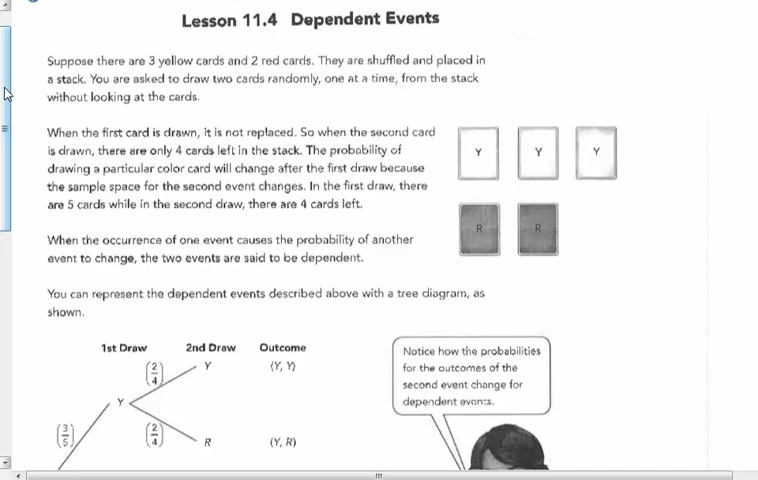 Lesson 11.4 Dependent Events
Suppose there are 3 yellow cards and 2 red cards. They are shuffled and placed in
a stack. You are asked to draw two cards randomly, one at a time, from the stack
without looking at the cards.
When the first card is drawn, it is not replaced. So when the second card
is drawn, there are only 4 cards left in the stack. The probability of
drawing a particular color card will change after the first draw because
the sample space for the second event changes. In the first draw, there
are 5 cards while in the second draw, there are 4 cards left.
Y Y Y
R R
When the occurrence of one event causes the probability of another
event to change, the two events are said to be dependent.
You can represent the dependent events described above with a tree diagram, as
shown.
1st Draw 2nd Draw Outcome
(2/4) Y (Y, Y)
Y
(3/5) (2/4) R (Y, R)
Notice how the probabilities
for the outcomes of the
second event change for
dependent events.